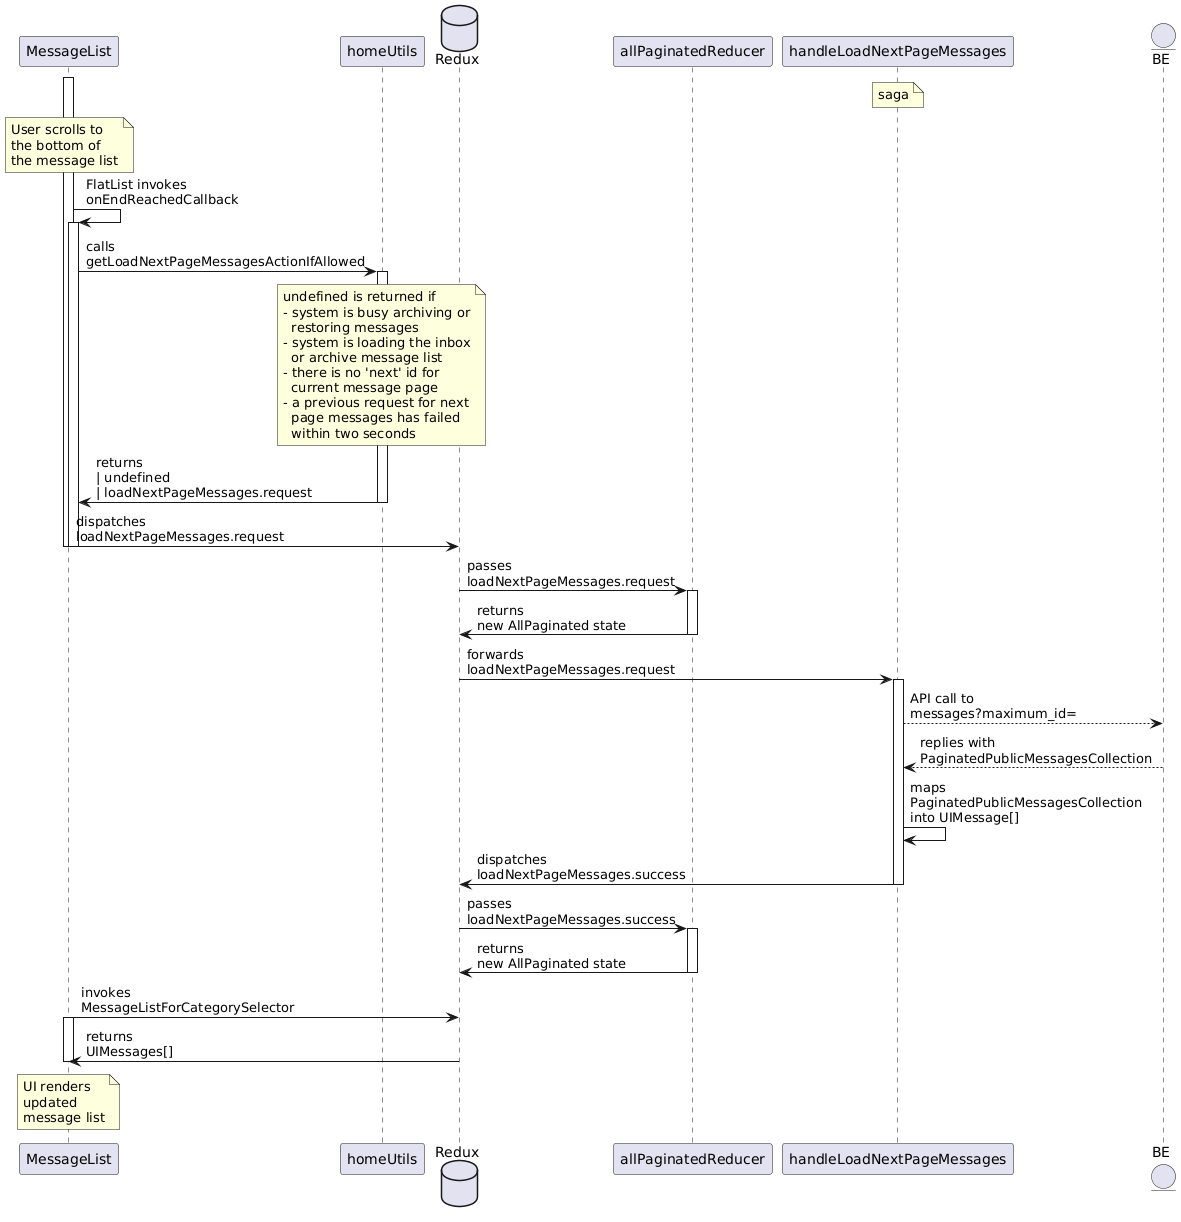 MessageList
homeUtils
Redux
allPaginatedReducer
handleLoadNextPageMessages
BE
saga
User scrolls to
the bottom of
the message list
FlatList invokes
onEndReachedCallback
calls
getLoadNextPageMessagesActionIfAllowed
undefined is returned if
- system is busy archiving or
restoring messages
- system is loading the inbox
or archive message list
- there is no 'next' id for
current message page
- a previous request for next
page messages has failed
within two seconds
returns
| undefined
| loadNextPageMessages.request
dispatches
loadNextPageMessages.request
passes
loadNextPageMessages.request
returns
new AllPaginated state
forwards
loadNextPageMessages.request
API call to
messages?maximum_id=
replies with
PaginatedPublicMessagesCollection
maps
PaginatedPublicMessagesCollection
into UIMessage[]
dispatches
loadNextPageMessages.success
passes
loadNextPageMessages.success
returns
new AllPaginated state
invokes
MessageListForCategorySelector
returns
UIMessages[]
UI renders
updated
message list
MessageList
homeUtils
Redux
allPaginatedReducer
handleLoadNextPageMessages
BE